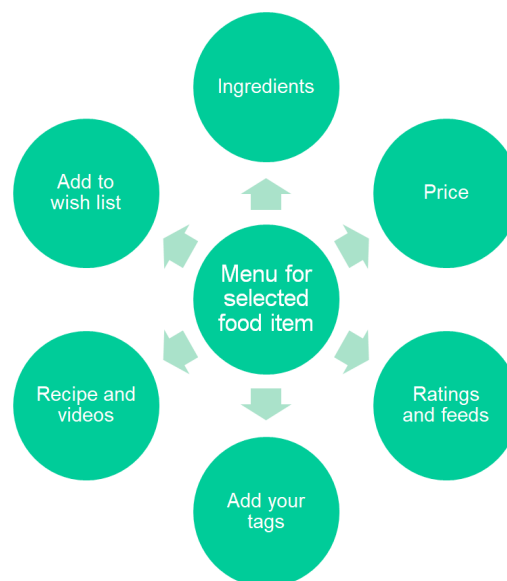 Ingredients
Add to
wish list
Price
Menu for
selected
food item
Recipe and
videos
Ratings
and feeds
Add your
tags